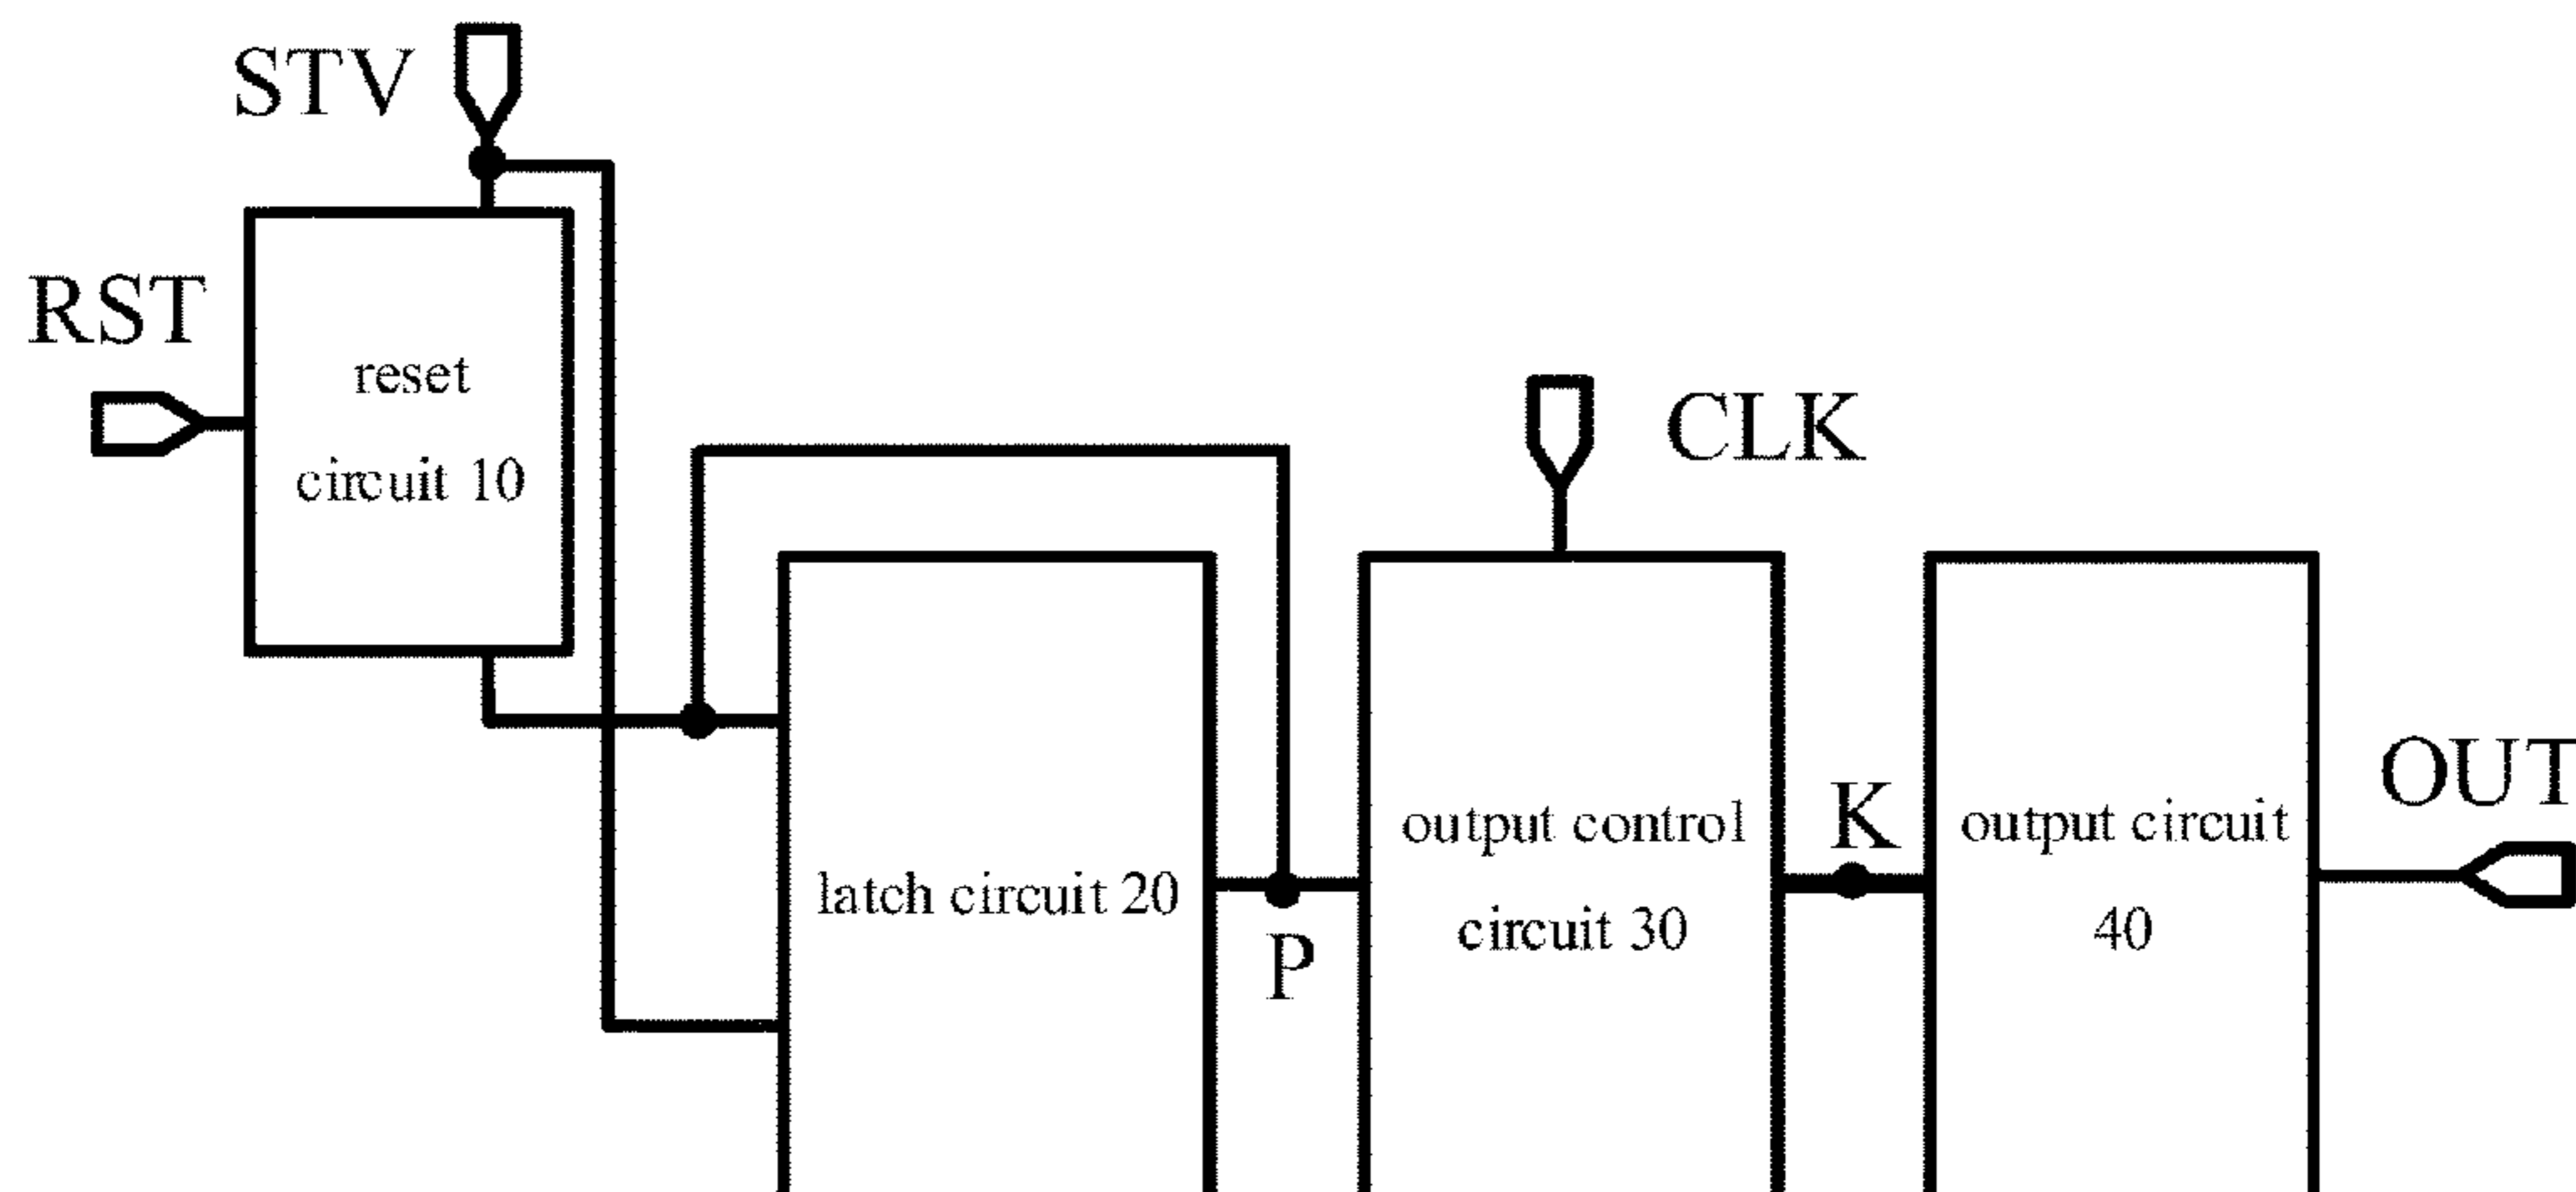 STV
RST
reset
circuit 10
CLK
latch circuit 20
P
output control
circuit 30
K
output circuit
40
OUT